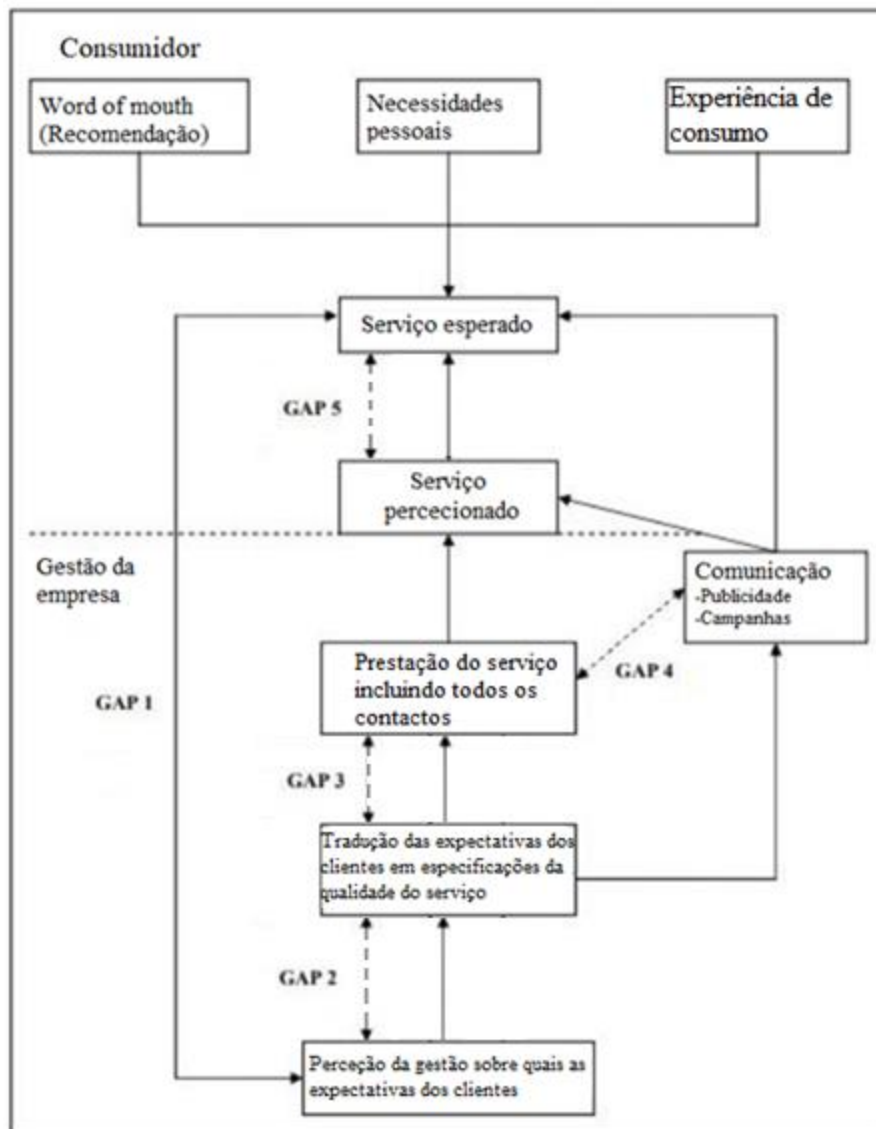 Consumidor
Word of mouth
(Recomendação)
Necessidades
pessoais
Experiência de
consumo
Serviço esperado
GAP 5
Serviço
percecionado
Gestão da
empresa
Comunicação
-Publicidade
-Campanhas
Prestação do serviço
incluindo todos os
contactos
GAP 4
GAP 1
GAP 3
Tradução das expectativas dos
clientes em especificações da
qualidade do serviço
GAP 2
Perceção da gestão sobre quais as
expectativas dos clientes